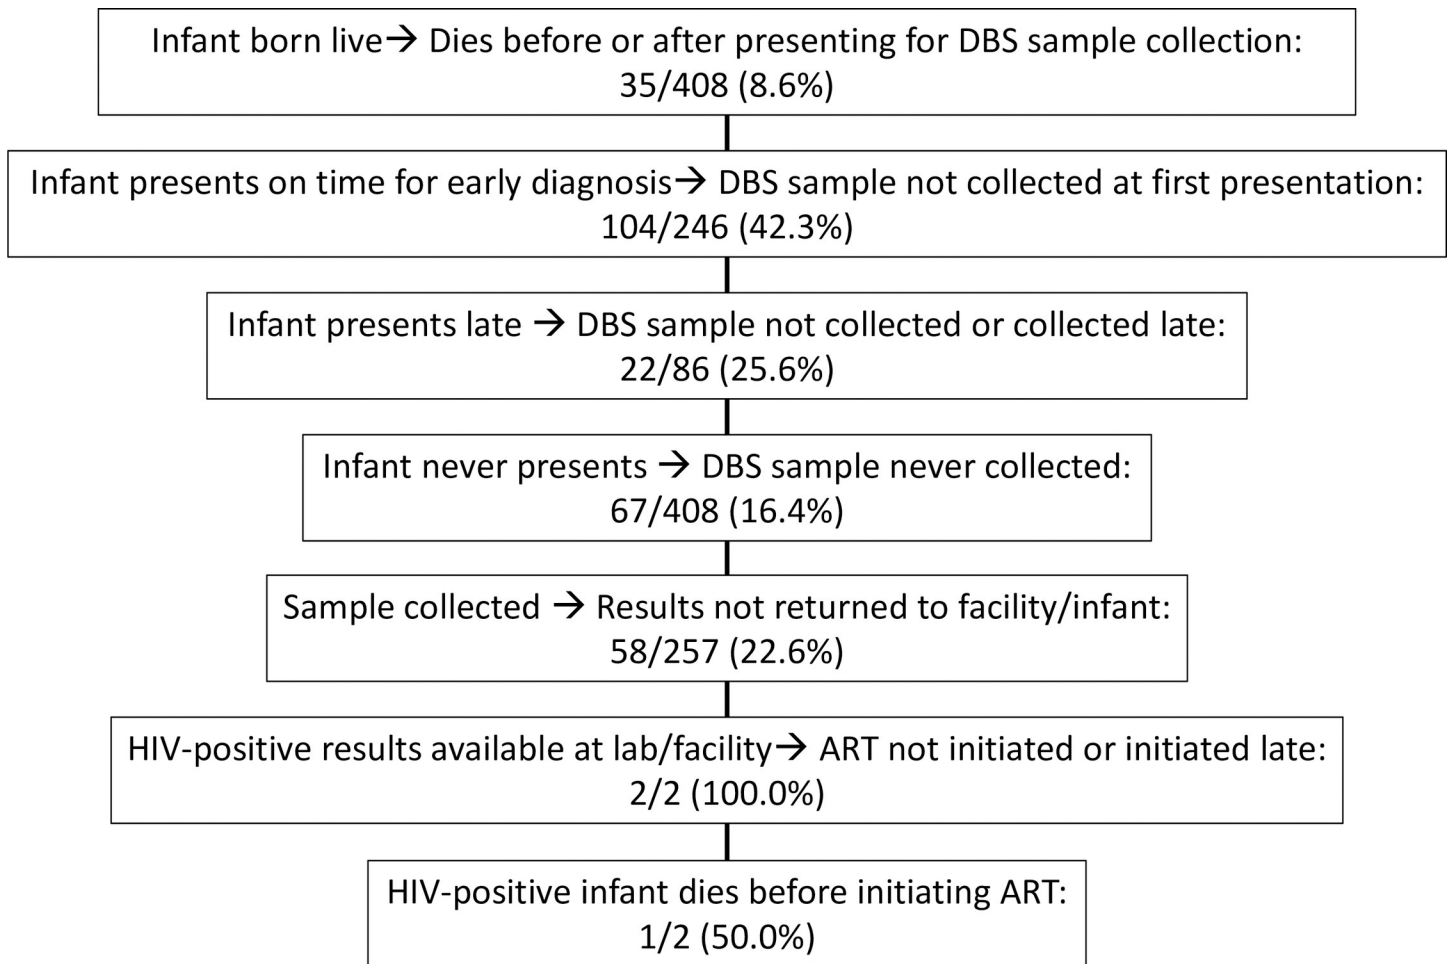 Infant born live→ Dies before or after presenting for DBS sample collection:
35/408 (8.6%)
Infant presents on time for early diagnosis→ DBS sample not collected at first presentation:
104/246 (42.3%)
Infant presents late → DBS sample not collected or collected late:
22/86 (25.6%)
Infant never presents → DBS sample never collected:
67/408 (16.4%)
Sample collected → Results not returned to facility/infant:
58/257 (22.6%)
HIV-positive results available at lab/facility→ ART not initiated or initiated late:
2/2 (100.0%)
HIV-positive infant dies before initiating ART:
1/2 (50.0%)